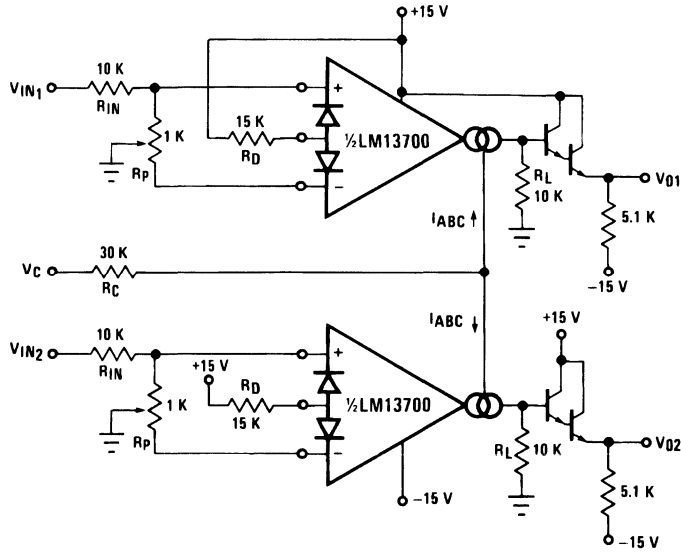 +15 V
10 K
VIN1
RIN
1 K
RP
15 K
RD
+
−
½LM13700
RL
10 K
IABC
VO1
5.1 K
−15 V
30 K
VC
RC
IABC
+15 V
10 K
VIN2
RIN
1 K
RP
+15 V
RD
15 K
+
−
½LM13700
−15 V
RL
10 K
VO2
5.1 K
−15 V